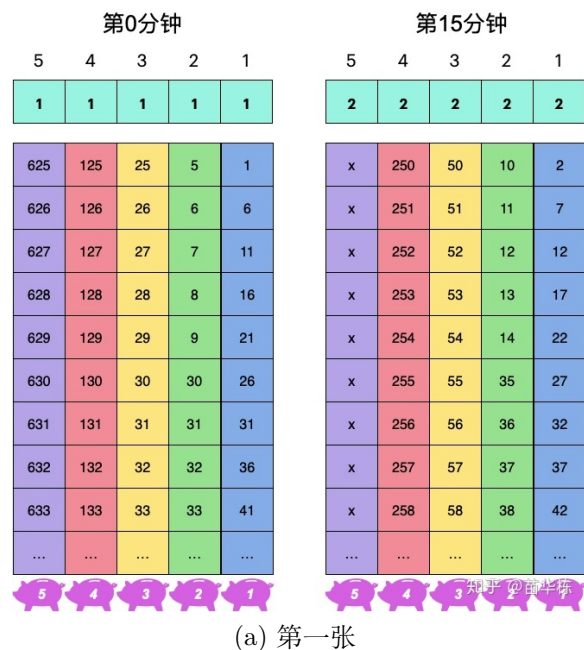 第0分钟 第15分钟
5 4 3 2 1 5 4 3 2 1
1 1 1 1 1 2 2 2 2 2
625 125 25 5 1 x 250 50 10 2
626 126 26 6 6 x 251 51 11 7
627 127 27 7 11 x 252 52 12 12
628 128 28 8 16 x 253 53 13 17
629 129 29 9 21 x 254 54 14 22
630 130 30 30 26 x 255 55 35 27
631 131 31 31 31 x 256 56 36 32
632 132 32 32 36 x 257 57 37 37
633 133 33 33 41 x 258 58 38 42
... ... ... ... ... ... ... ... ... ...
5 4 3 2 1 5 4 3 2 1
知乎 @苗华栋
(a) 第一张